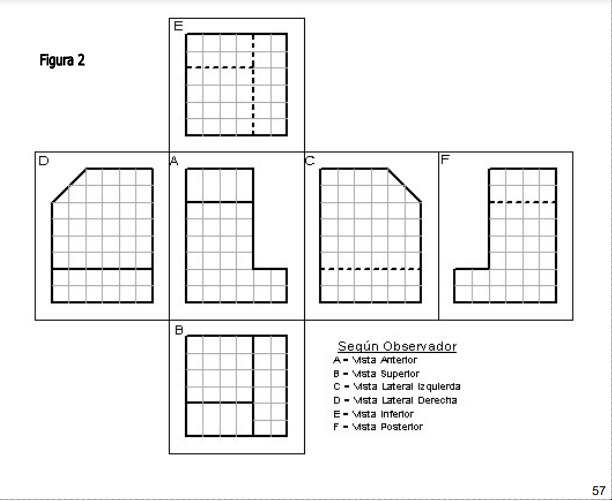 E
Figura 2
D
A
C
F
B
Según Observador
A - Vista Anterior
B - Vista Superior
C - Vista Lateral Izquierda
D - Vista Lateral Derecha
E - Vista Inferior
F - Vista Posterior
57